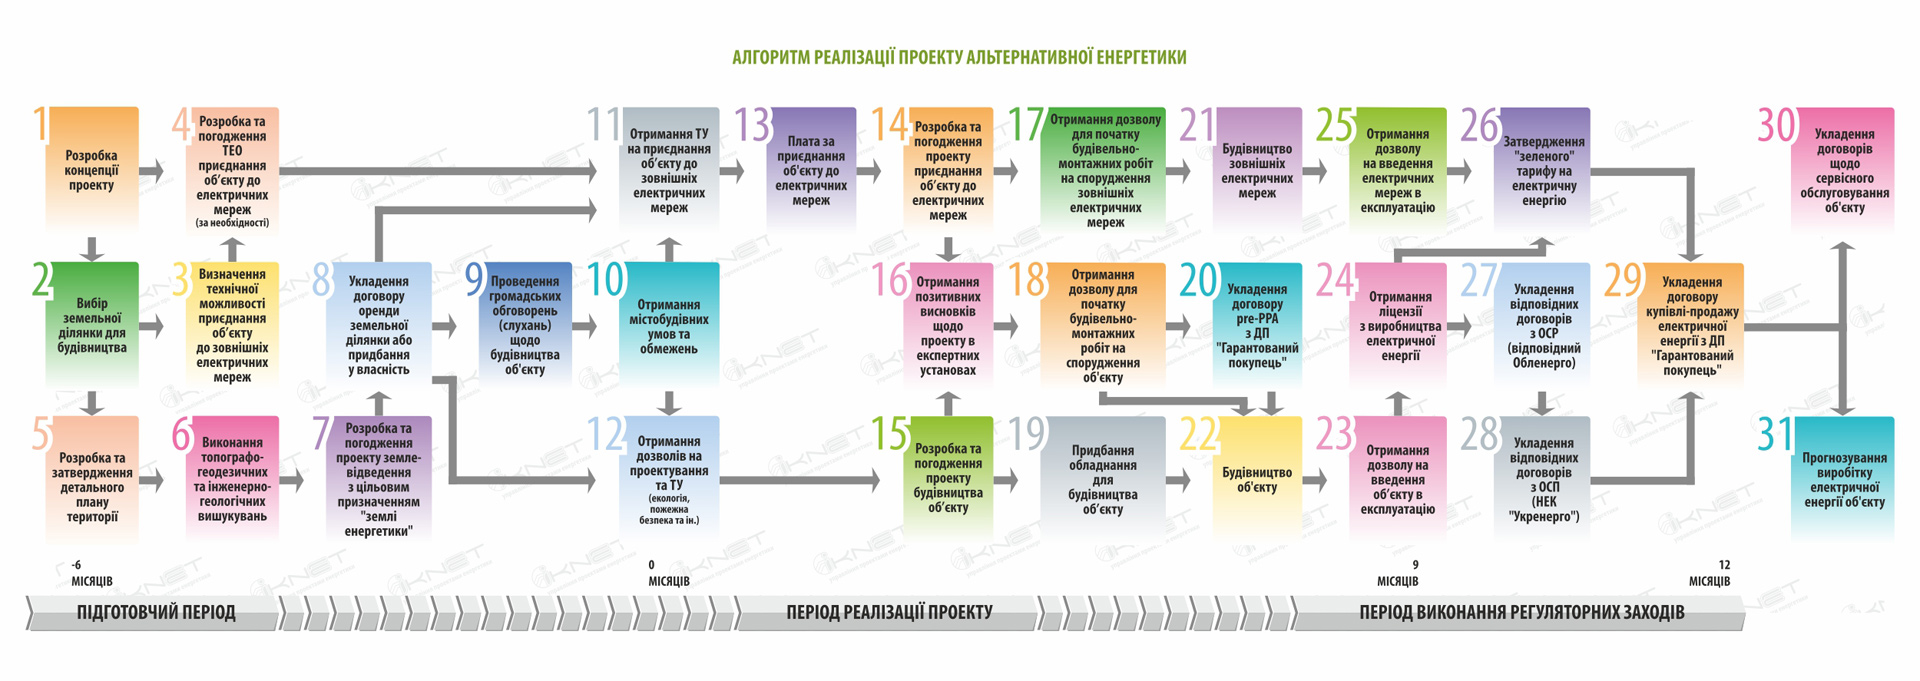 АЛГОРИТМ РЕАЛІЗАЦІЇ ПРОЕКТУ АЛЬТЕРНАТИВНОЇ ЕНЕРГЕТИКИ
1
Розробка
концепції
проекту
4
Розробка та
погодження
ТЕО
приєднання
об’єкту до
електричних
мереж
(за необхідності)
11
Отримання ТУ
на приєднання
об’єкту до
зовнішніх
електричних
мереж
13
Плата за
приєднання
об'єкту до
електричних
мереж
14
Розробка та
погодження
проекту
приєднання
об’єкту до
електричних
мереж
17
Отримання дозволу
для початку
будівельно-
монтажних робіт
на спорудження
зовнішніх
електричних
мереж
21
Будівництво
зовнішніх
електричних
мереж
25
Отримання
дозволу
на введення
електричних
мереж в
експлуатацію
26
Затвердження
"зеленого"
тарифу на
електричну
енергію
30
Укладення
договорів
щодо
сервісного
обслуговування
об'єкту
2
Вибір
земельної
ділянки для
будівництва
3
Визначення
технічної
можливості
приєднання
об’єкту
до зовнішніх
електричних
мереж
8
Укладення
договору
оренди
земельної
ділянки або
придбання
у власність
9
Проведення
громадських
обговорень
(слухань)
щодо
будівництва
об'єкту
10
Отримання
містобудівних
умов та
обмежень
16
Отримання
позитивних
висновків
щодо
проекту в
експертних
установах
18
Отримання
дозволу для
початку
будівельно-
монтажних
робіт на
спорудження
об'єкту
20
Укладення
договору
pre-PPA
з ДП
"Гарантований
покупець"
24
Отримання
ліцензії
з виробництва
електричної
енергії
27
Укладення
відповідних
договорів
з ОСР
(відповідний
Обленерго)
29
Укладення
договору
купівлі-продажу
електричної
енергії з ДП
"Гарантований
покупець"
5
Розробка та
затвердження
детального
плану
території
6
Виконання
топографо-
геодезичних
та інженерно-
геологічних
вишукувань
7
Розробка та
погодження
проекту земле-
відведення
з цільовим
призначенням
"землі
енергетики"
12
Отримання
дозволів на
проектування
та ТУ
(екологія,
пожежна
безпека та ін.)
15
Розробка та
погодження
проекту
будівництва
об’єкту
19
Придбання
обладнання
для
будівництва
об’єкту
22
Будівництво
об'єкту
23
Отримання
дозволу на
введення
об’єкту в
експлуатацію
28
Укладення
відповідних
договорів
з ОСП
(НЕК
"Укренерго")
31
Прогнозування
виробітку
електричної
енергії об'єкту
-6
МІСЯЦІВ
0
МІСЯЦІВ
9
МІСЯЦІВ
12
МІСЯЦІВ
ПІДГОТОВЧИЙ ПЕРІОД
ПЕРІОД РЕАЛІЗАЦІЇ ПРОЕКТУ
ПЕРІОД ВИКОНАННЯ РЕГУЛЯТОРНИХ ЗАХОДІВ